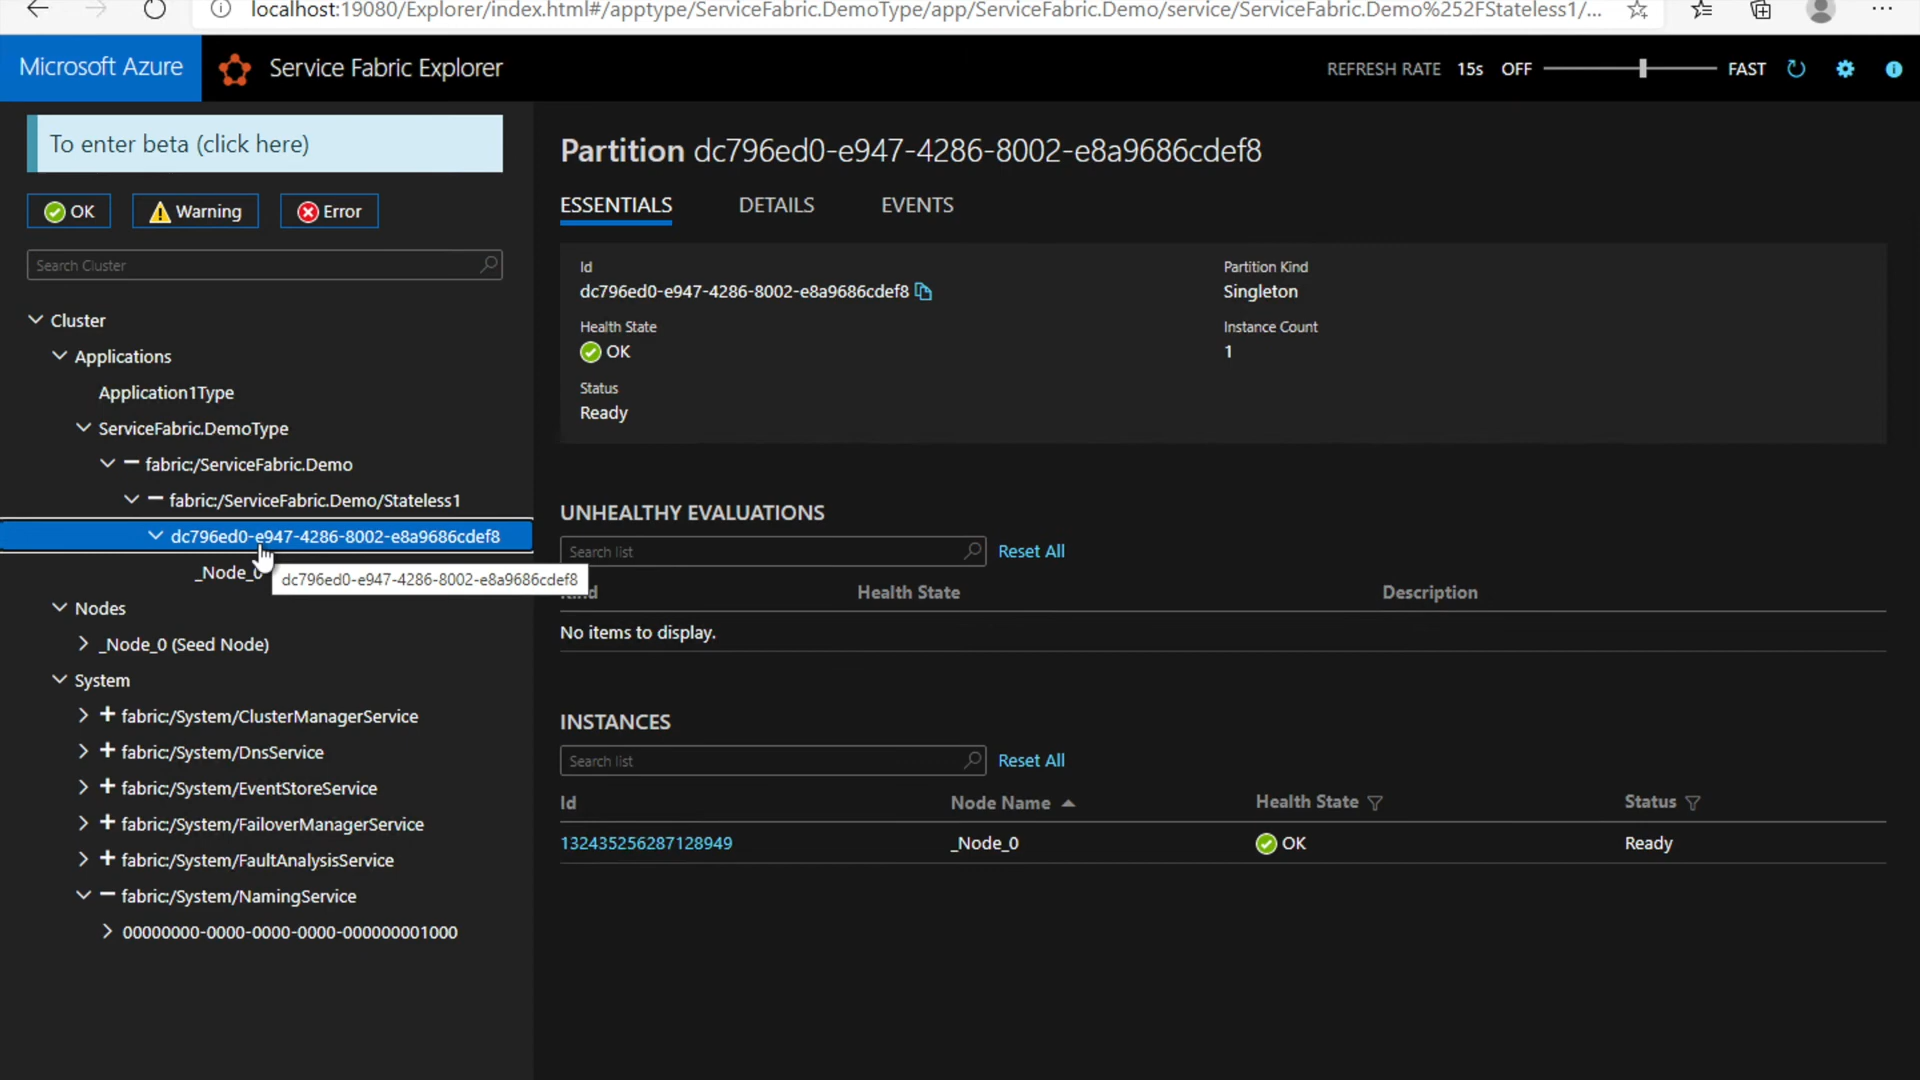 localhost:19080/Explorer/index.html#/apptype/ServiceFabric.DemoType/app/ServiceFabric.Demo/service/ServiceFabric.Demo%252FStateless1/...
Microsoft Azure
Service Fabric Explorer
REFRESH RATE 15s OFF FAST
To enter beta (click here)
OK
Warning
Error
Search Cluster
Cluster
Applications
Application1Type
ServiceFabric.DemoType
fabric:/ServiceFabric.Demo
fabric:/ServiceFabric.Demo/Stateless1
dc796ed0-e947-4286-8002-e8a9686cdef8
_Node_0
dc796ed0-e947-4286-8002-e8a9686cdef8
Nodes
_Node_0 (Seed Node)
System
fabric:/System/ClusterManagerService
fabric:/System/DnsService
fabric:/System/EventStoreService
fabric:/System/FailoverManagerService
fabric:/System/FaultAnalysisService
fabric:/System/NamingService
00000000-0000-0000-0000-000000001000
Partition dc796ed0-e947-4286-8002-e8a9686cdef8
ESSENTIALS DETAILS EVENTS
Id
dc796ed0-e947-4286-8002-e8a9686cdef8
Health State
OK
Status
Ready
Partition Kind
Singleton
Instance Count
1
UNHEALTHY EVALUATIONS
Search list Reset All
Kind Health State Description
No items to display.
INSTANCES
Search list Reset All
Id Node Name Health State Status
132435256287128949 _Node_0 OK Ready